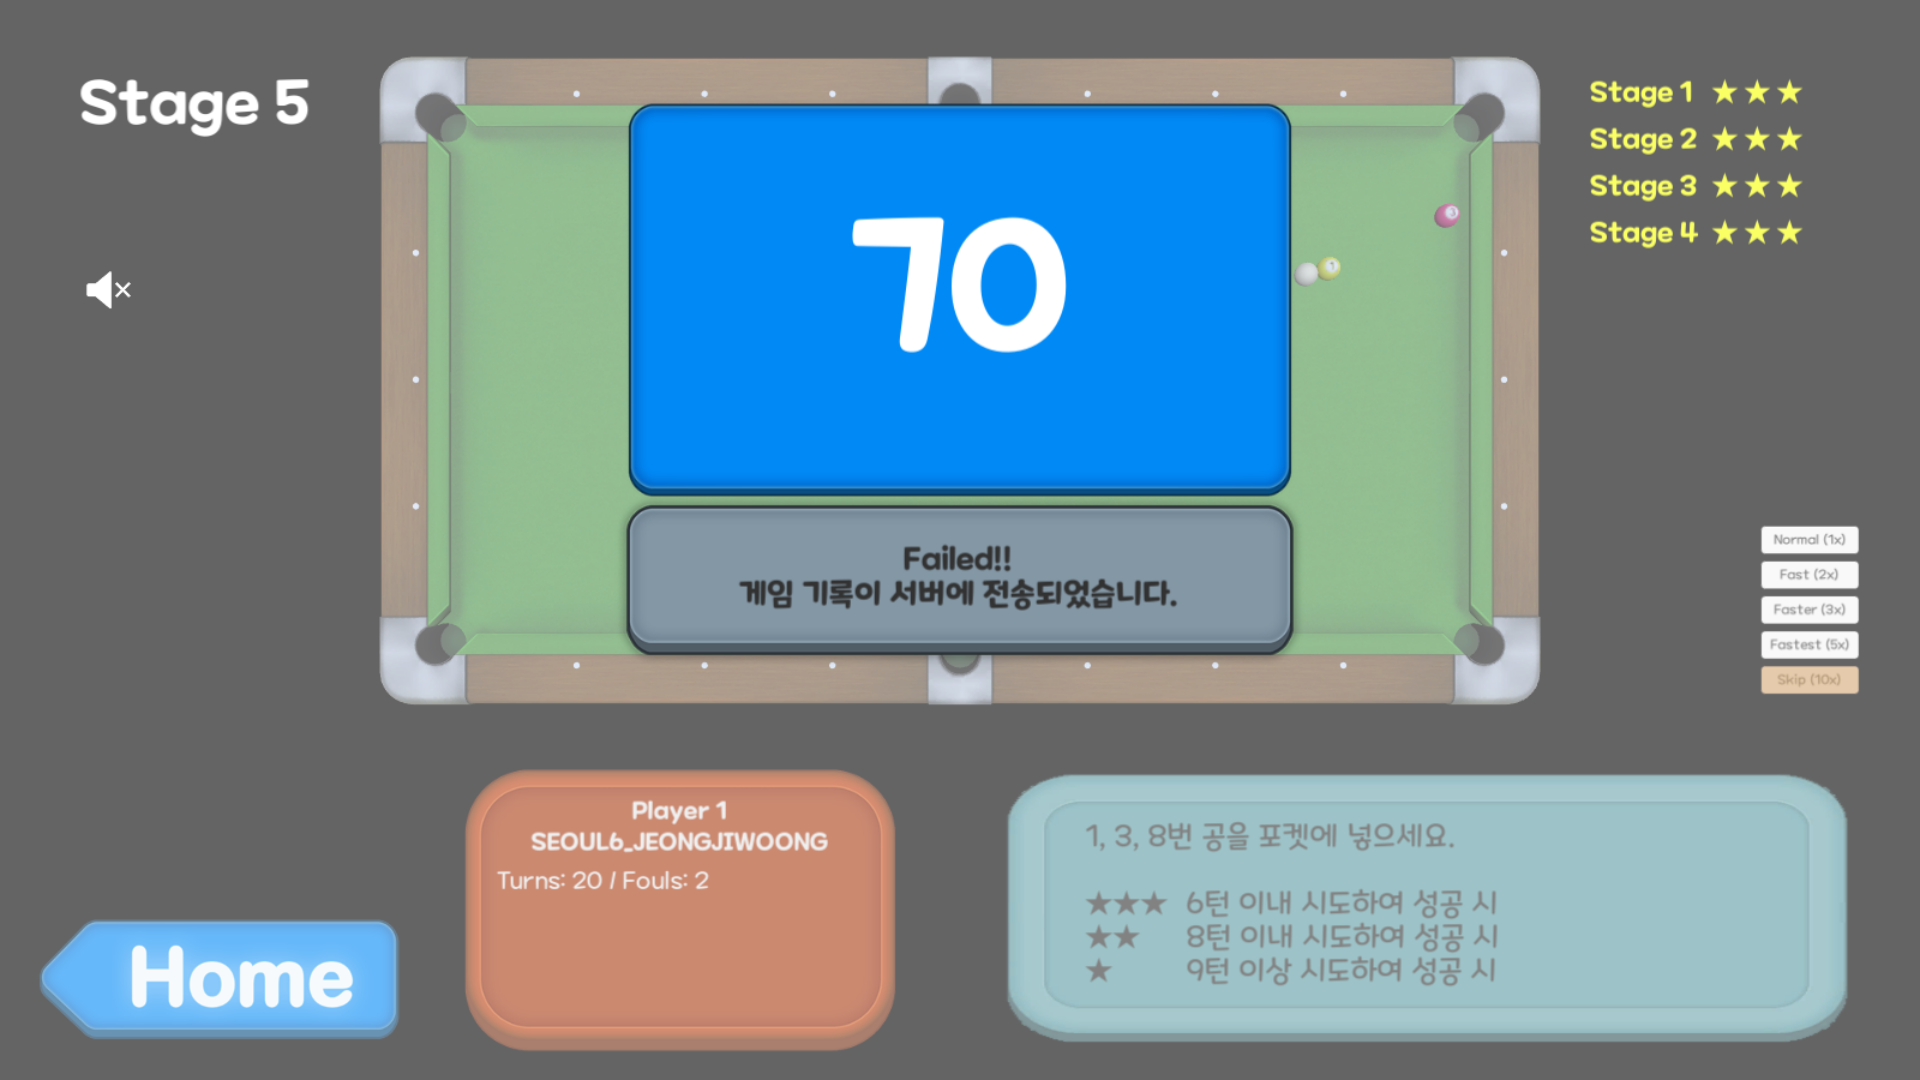 Stage 5
Stage 1 ★★★
Stage 2 ★★★
Stage 3 ★★★
Stage 4 ★★★
3
1
70
Failed!!
게임 기록이 서버에 전송되었습니다.
Normal (1x)
Fast (2x)
Faster (3x)
Fastest (5x)
Skip (10x)
Player 1
SEOUL6_JEONGJIWOONG
Turns: 20 / Fouls: 2
1, 3, 8번 공을 포켓에 넣으세요.
★★★ 6턴 이내 시도하여 성공 시
★★ 8턴 이내 시도하여 성공 시
★ 9턴 이상 시도하여 성공 시
Home